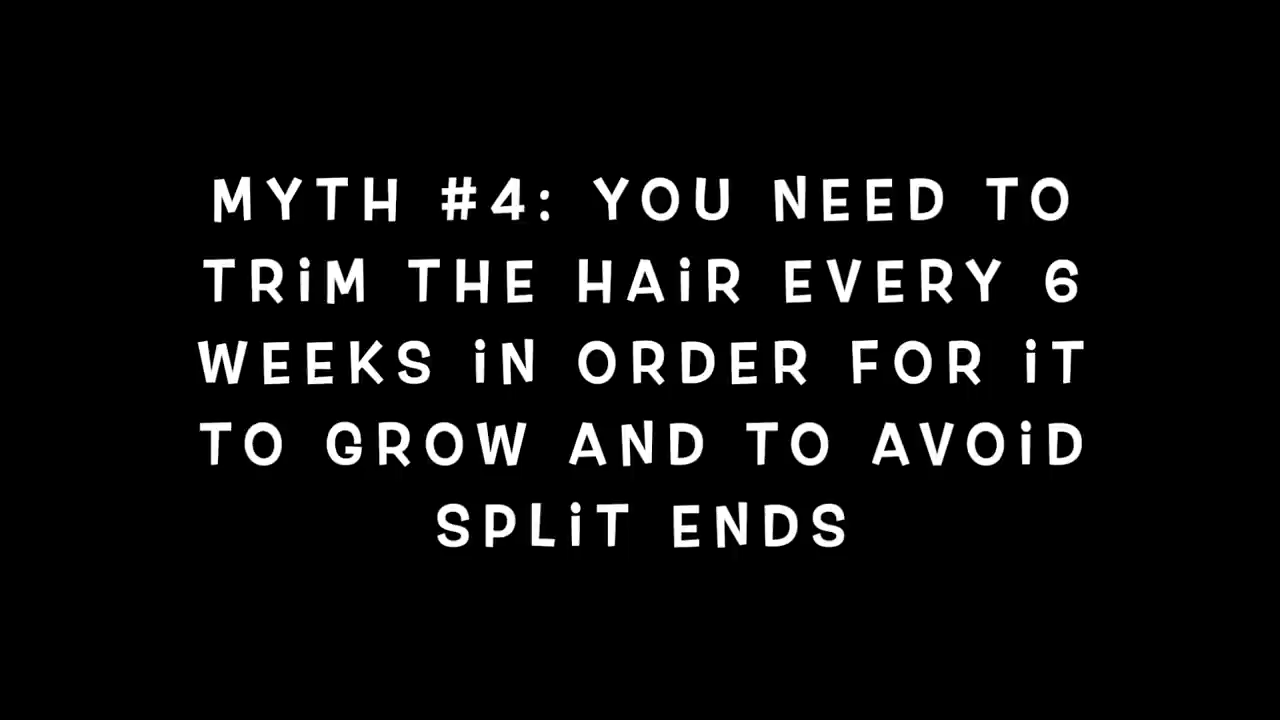 MYTH #4: YOU NEED TO
TRiM THE HAiR EVERY 6
WEEKS iN ORDER FOR iT
TO GROW AND TO AVOiD
SPLiT ENDS